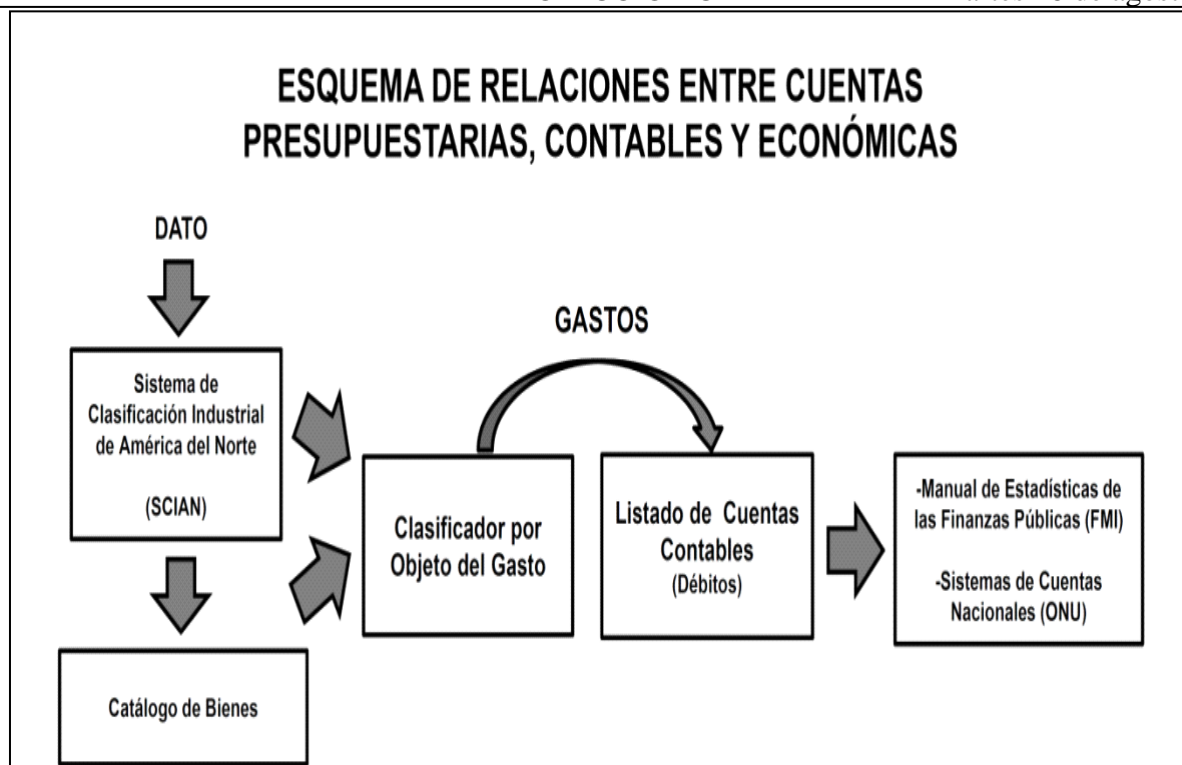 ESQUEMA DE RELACIONES ENTRE CUENTAS
PRESUPUESTARIAS, CONTABLES Y ECONÓMICAS
DATO
GASTOS
Sistema de
Clasificación Industrial
de América del Norte
(SCIAN)
Clasificador por
Objeto del Gasto
Listado de Cuentas
Contables
(Débitos)
-Manual de Estadísticas de
las Finanzas Públicas (FMI)
-Sistemas de Cuentas
Nacionales (ONU)
Catálogo de Bienes